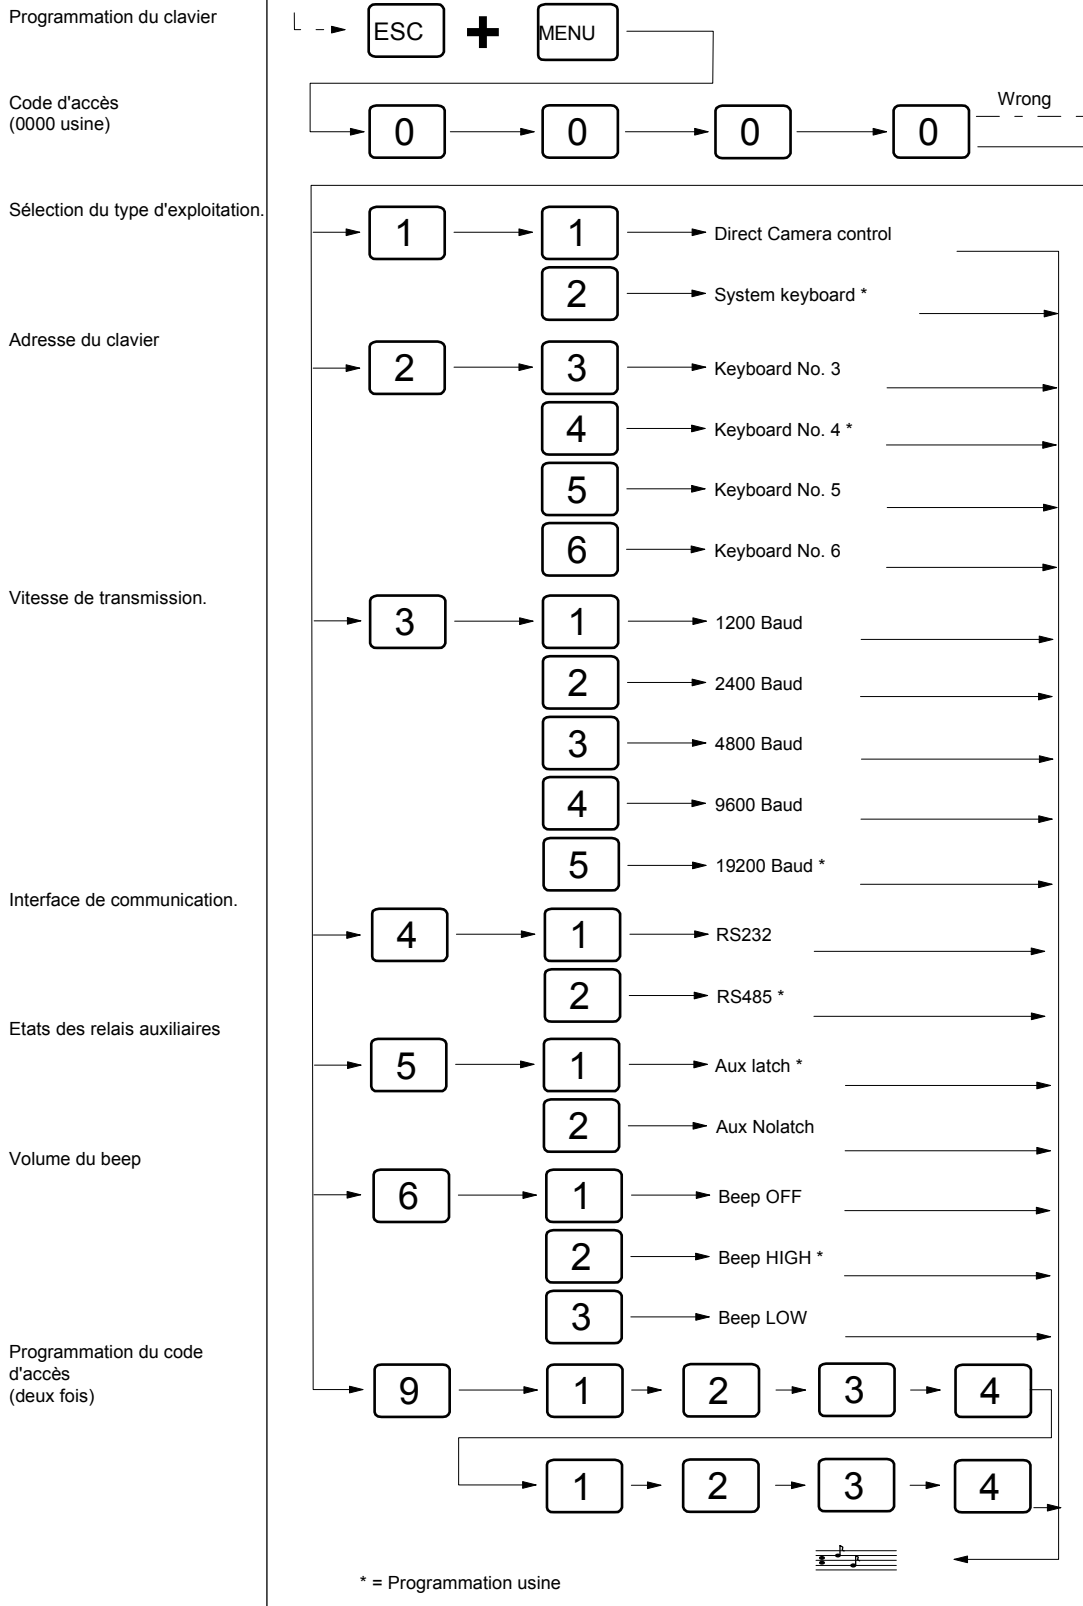 Programmation du clavier
ESC + MENU
Code d'accès
(0000 usine)
0 0 0 0
Wrong
Sélection du type d'exploitation.
1 1 Direct Camera control
2 System keyboard *
Adresse du clavier
2 3 Keyboard No. 3
4 Keyboard No. 4 *
5 Keyboard No. 5
6 Keyboard No. 6
Vitesse de transmission.
3 1 1200 Baud
2 2400 Baud
3 4800 Baud
4 9600 Baud
5 19200 Baud *
Interface de communication.
4 1 RS232
2 RS485 *
Etats des relais auxiliaires
5 1 Aux latch *
2 Aux Nolatch
Volume du beep
6 1 Beep OFF
2 Beep HIGH *
3 Beep LOW
Programmation du code
d'accès
(deux fois)
9 1 2 3 4
1 2 3 4
* = Programmation usine